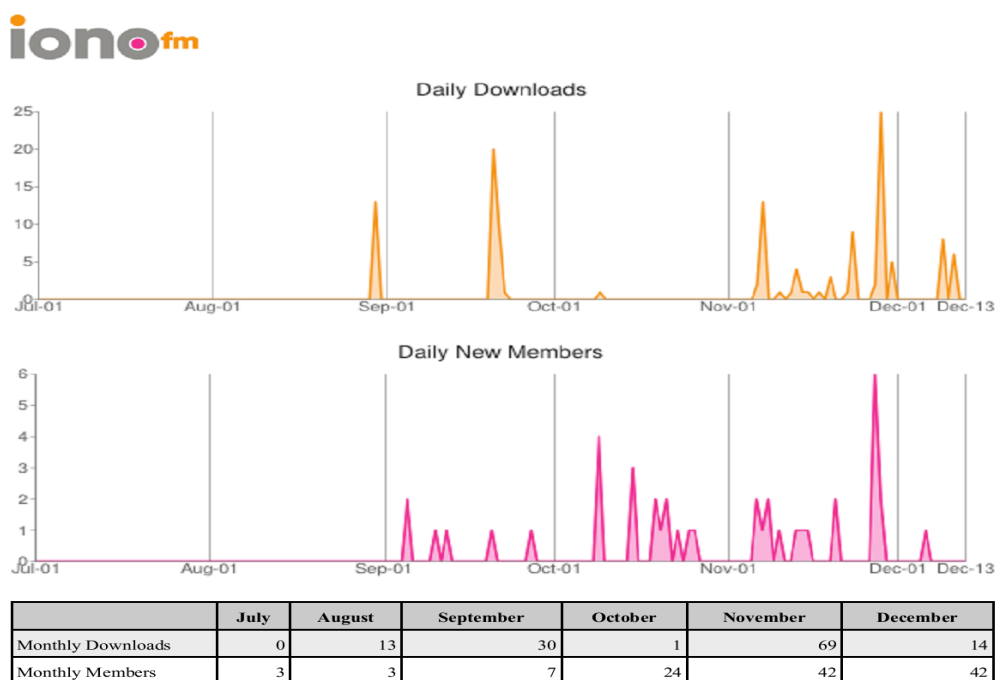 ionofm
Daily Downloads
25
20
15
10
5
0
Jul-01 Aug-01 Sep-01 Oct-01 Nov-01 Dec-01 Dec-13
Daily New Members
6
5
4
3
2
1
0
Jul-01 Aug-01 Sep-01 Oct-01 Nov-01 Dec-01 Dec-13
July August September October November December
Monthly Downloads 0 13 30 1 69 14
Monthly Members 3 3 7 24 42 42